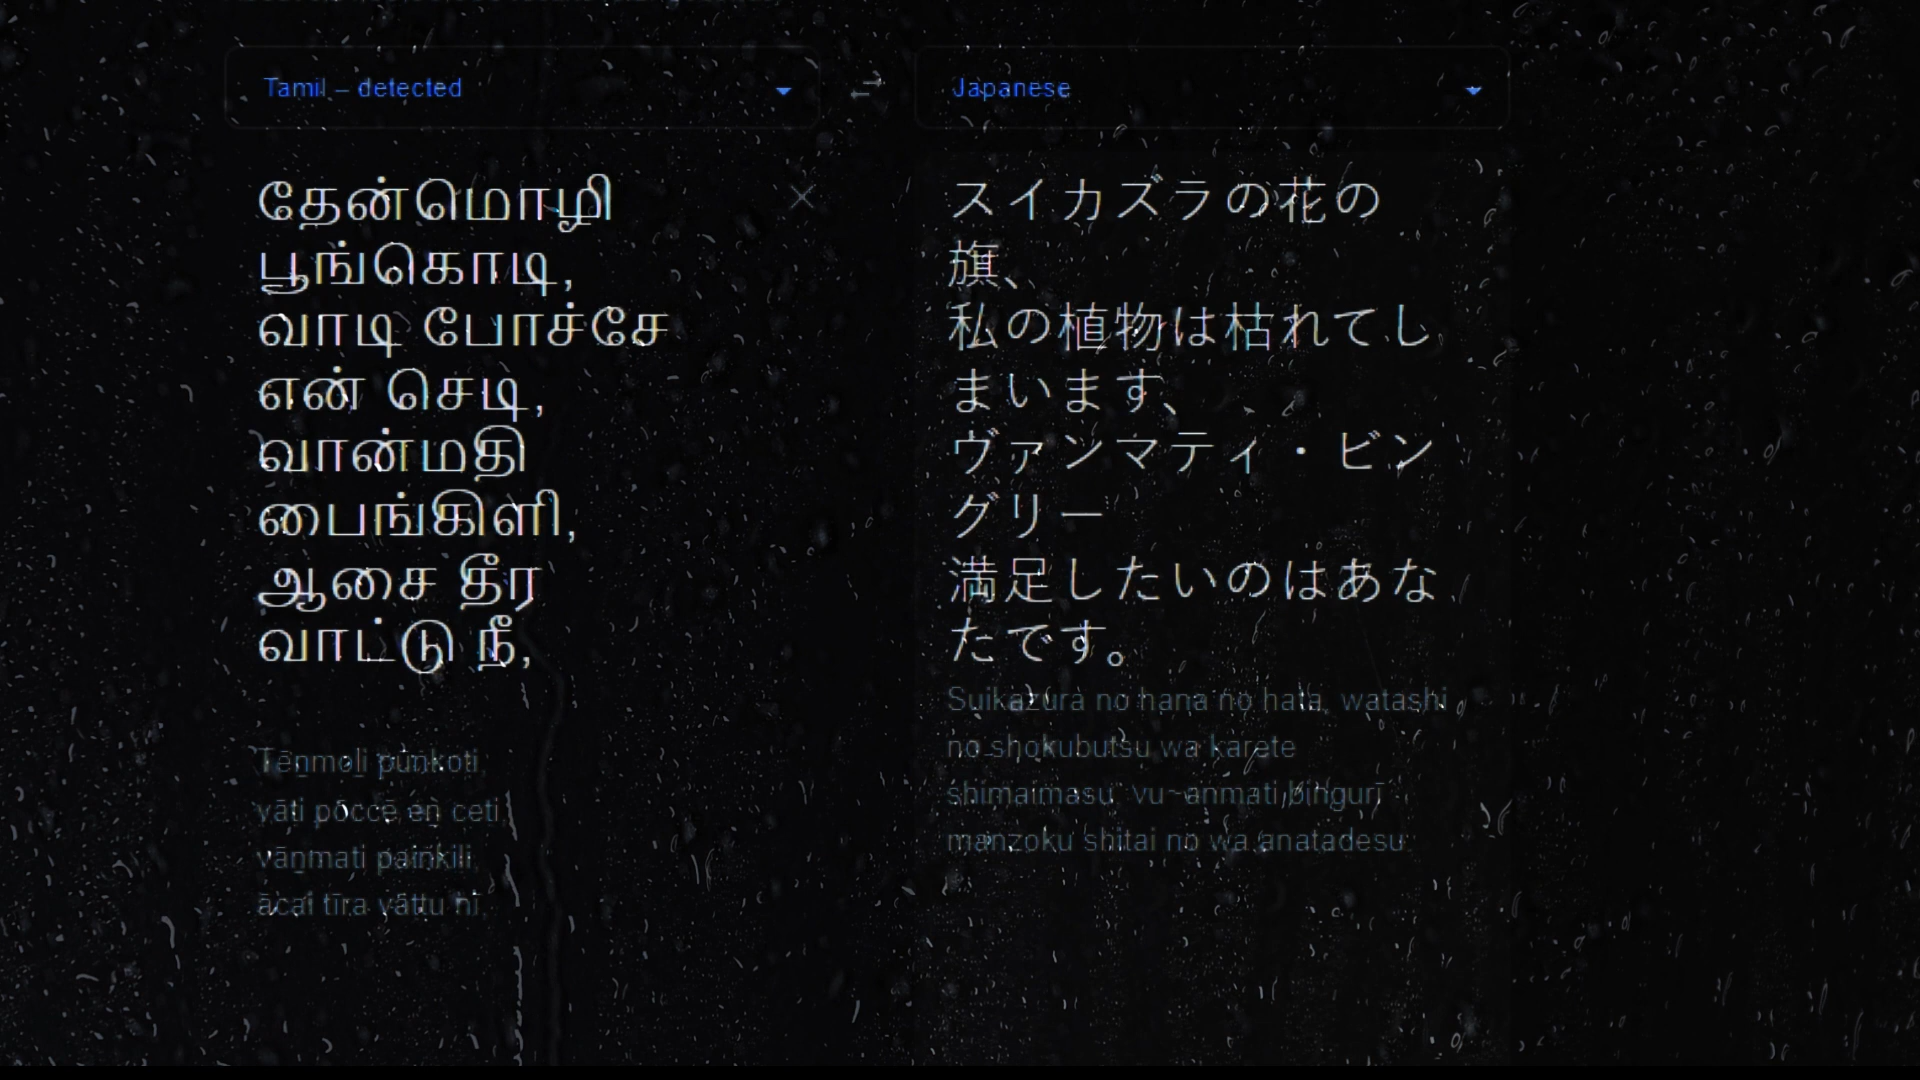 Tamil – detected
Japanese
தேன்மொழி
பூங்கொடி,
வாடி போச்சே
என் செடி,
வான்மதி
பைங்கிளி,
ஆசை தீர
வாட்டு நீ,
Tēṉmoḻi pūṅkoṭi
vāṭi pōccē eṉ ceṭi
vāṉmati paiṅkiḷi,
ācai tīra vāṭṭu nī,
スイカズラの花の
旗、
私の植物は枯れてし
まいます、
ヴァンマティ・ビン
グリー
満足したいのはあな
たです。
Suikazura no hana no hata, watashi
no shokubutsu wa karete
shimaimasu, vu~anmati bingurī
manzoku shitai no wa anatadesu.